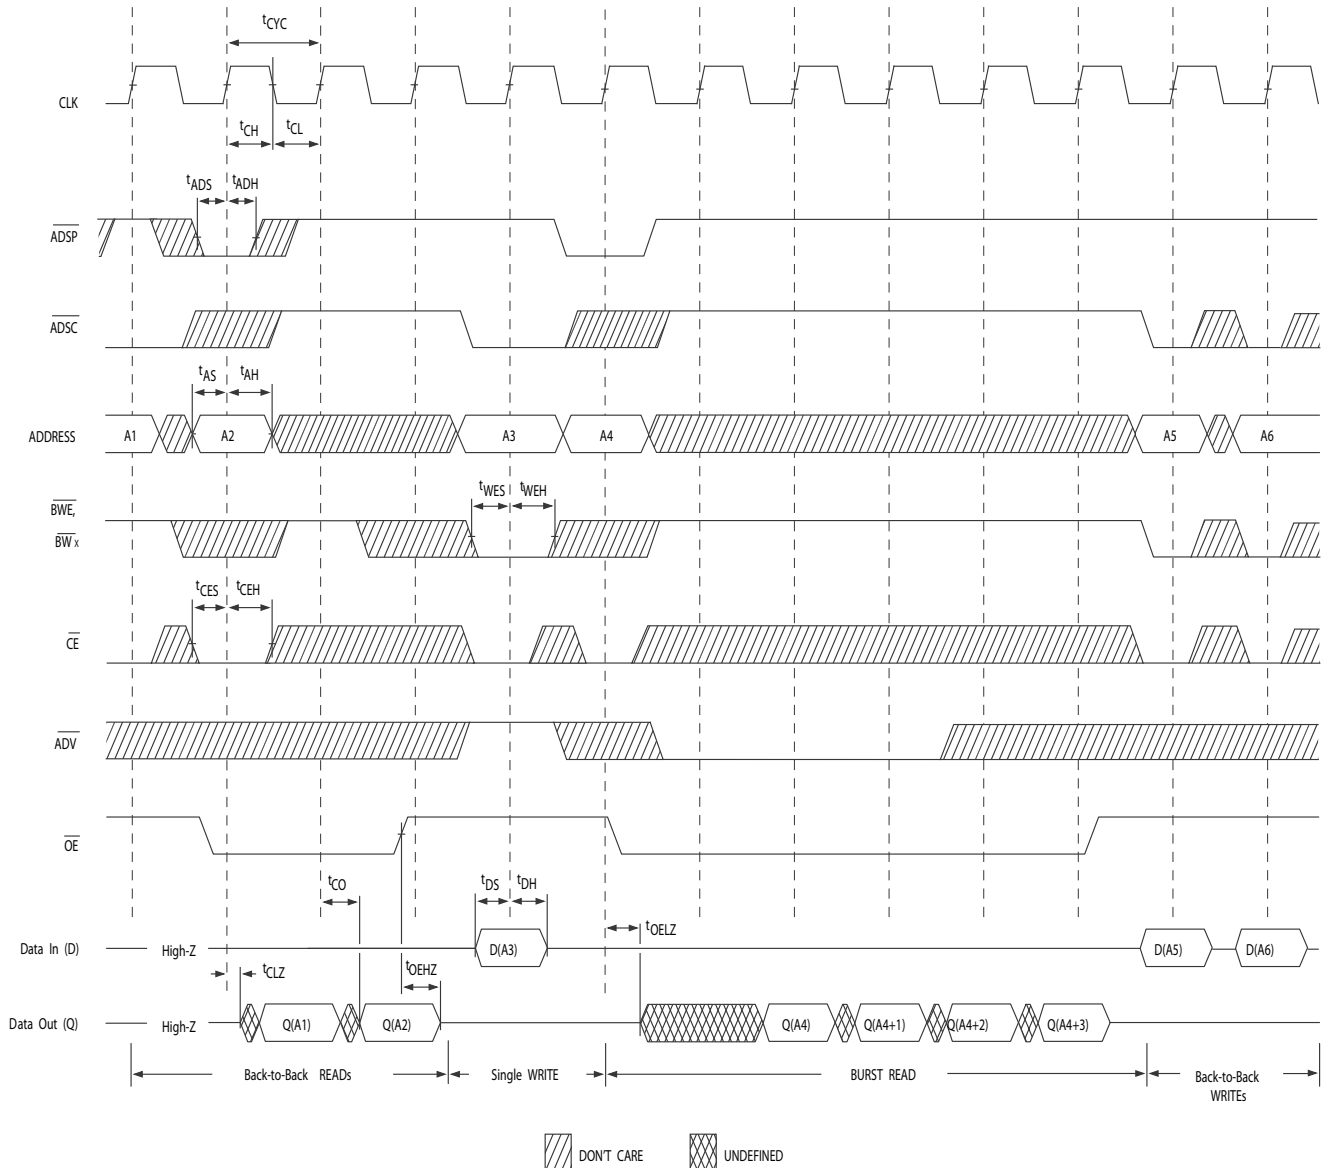 tCYC
CLK
tCH
tCL
tADS
tADH
ADSP
ADSC
tAS
tAH
ADDRESS
A1
A2
A3
A4
A5
A6
tWES
tWEH
BWE,
BW x
tCES
tCEH
CE
ADV
OE
tCO
tDS
tDH
tOELZ
Data In (D)
High-Z
D(A3)
D(A5)
D(A6)
tCLZ
tOEHZ
Data Out (Q)
High-Z
Q(A1)
Q(A2)
Q(A4)
Q(A4+1)
Q(A4+2)
Q(A4+3)
Back-to-Back READs
Single WRITE
BURST READ
Back-to-Back
WRITEs
DON'T CARE
UNDEFINED